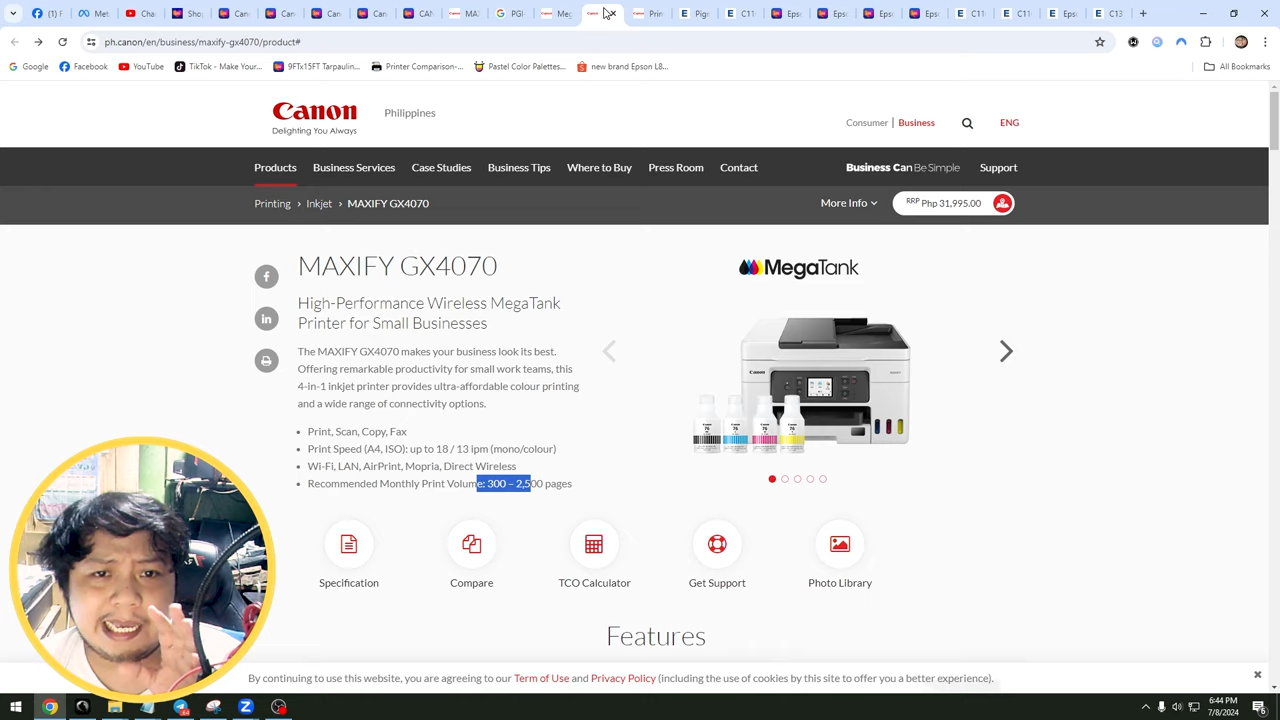 PGI
Meg
Prin
E C11
Eps
E C13
ph.canon/en/business/maxify-gx4070/product#
Google
Facebook
YouTube
TikTok - Make Your...
9FTx15FT Tarpaulin...
Printer Comparison-...
Pastel Color Palettes...
new brand Epson L8...
All Bookmarks
Canon
Delighting You Always
Philippines
Consumer | Business
ENG
Products
Business Services
Case Studies
Business Tips
Where to Buy
Press Room
Contact
Business Can Be Simple
Support
Printing › Inkjet › MAXIFY GX4070
More Info
RRP Php 31,995.00
MAXIFY GX4070
MegaTank
High-Performance Wireless MegaTank
Printer for Small Businesses
The MAXIFY GX4070 makes your business look its best.
Offering remarkable productivity for small work teams, this
4-in-1 inkjet printer provides ultra-affordable colour printing
and a wide range of connectivity options.
• Print, Scan, Copy, Fax
• Print Speed (A4, ISO): up to 18 / 13 ipm (mono/colour)
• Wi-Fi, LAN, AirPrint, Mopria, Direct Wireless
• Recommended Monthly Print Volume: 300 – 2,500 pages
Canon
Specification
Compare
TCO Calculator
Get Support
Photo Library
Features
By continuing to use this website, you are agreeing to our Term of Use and Privacy Policy (including the use of cookies by this site to offer you a better experience).
6:44 PM
7/8/2024